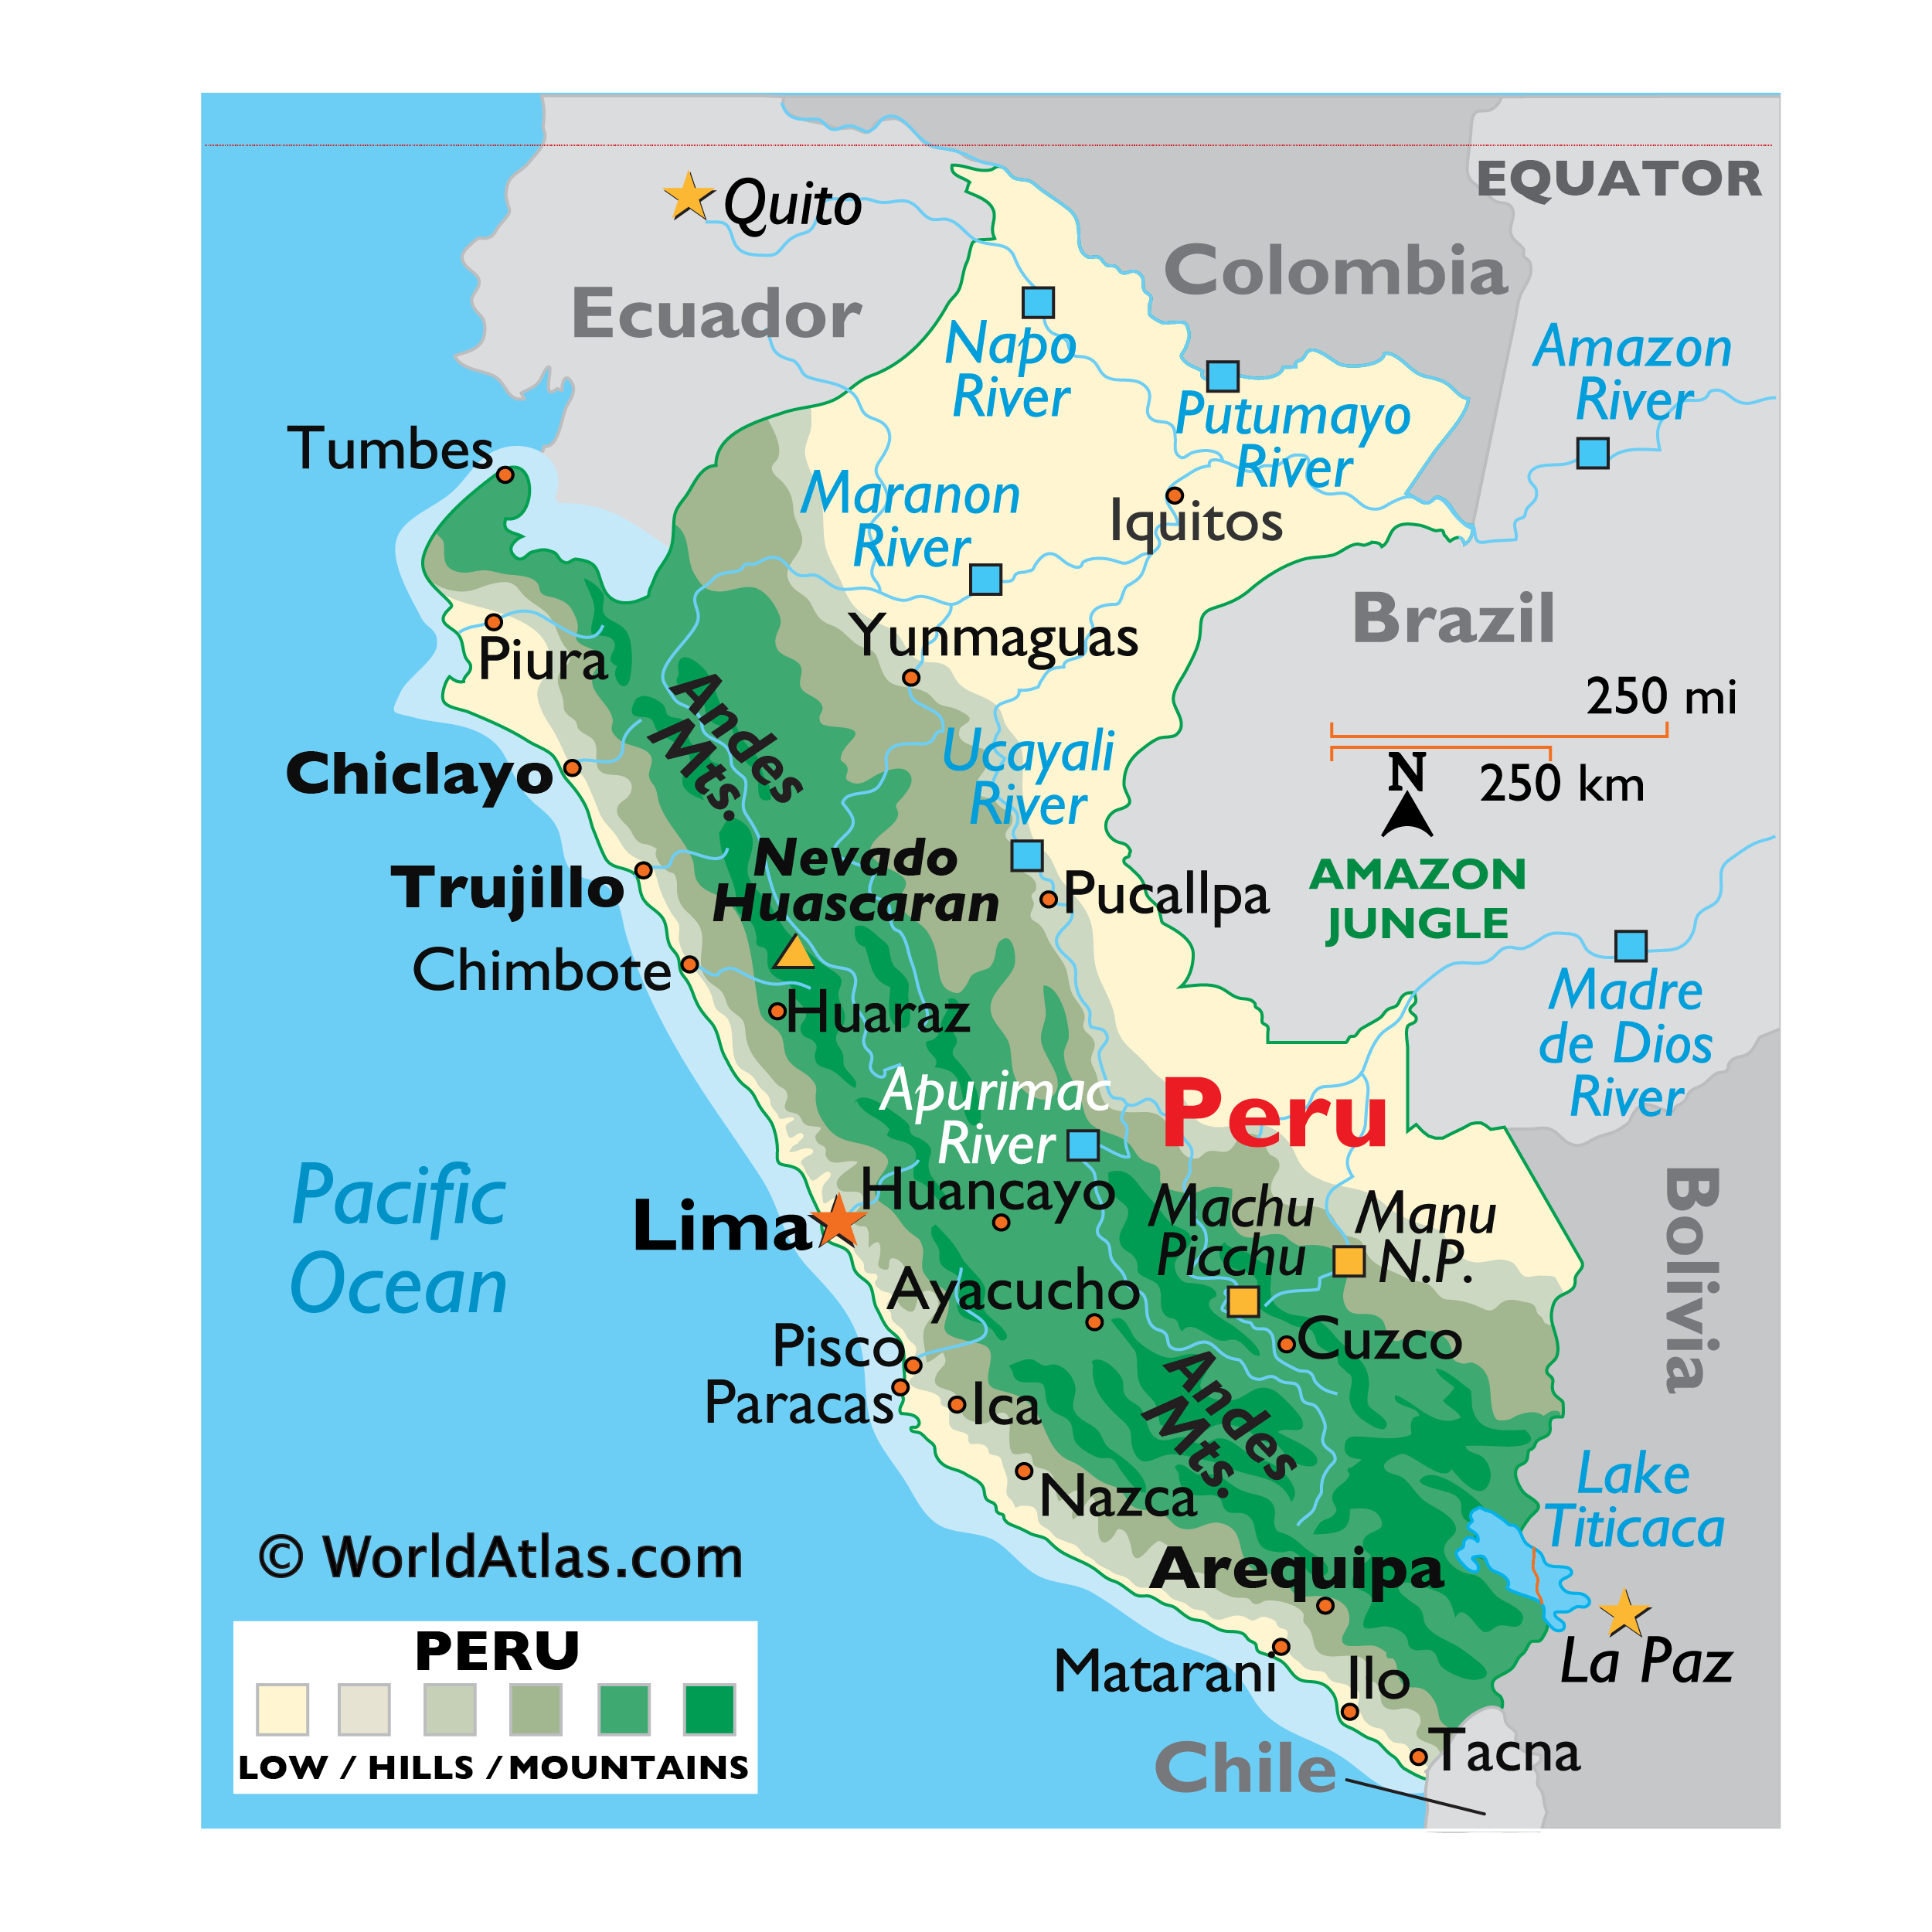 EQUATOR
Quito
Colombia
Ecuador
Napo
River
Amazon
River
Putumayo
River
Tumbes
Maranon
River
Iquitos
Brazil
Yunmaguas
Piura
250 mi
Andes
Mts.
Ucayali
River
N
250 km
Chiclayo
Nevado
Huascaran
AMAZON
JUNGLE
Trujillo
Pucallpa
Chimbote
Huaraz
Madre
de Dios
River
Apurimac
River
Peru
Pacific
Ocean
Lima
Huancayo
Machu
Picchu
Manu
N.P.
Bolivia
Ayacucho
Cuzco
Pisco
Paracas
Ica
Andes
Mts.
Nazca
Lake
Titicaca
© WorldAtlas.com
Arequipa
La Paz
Matarani
Ilo
Tacna
Chile
PERU
LOW / HILLS / MOUNTAINS